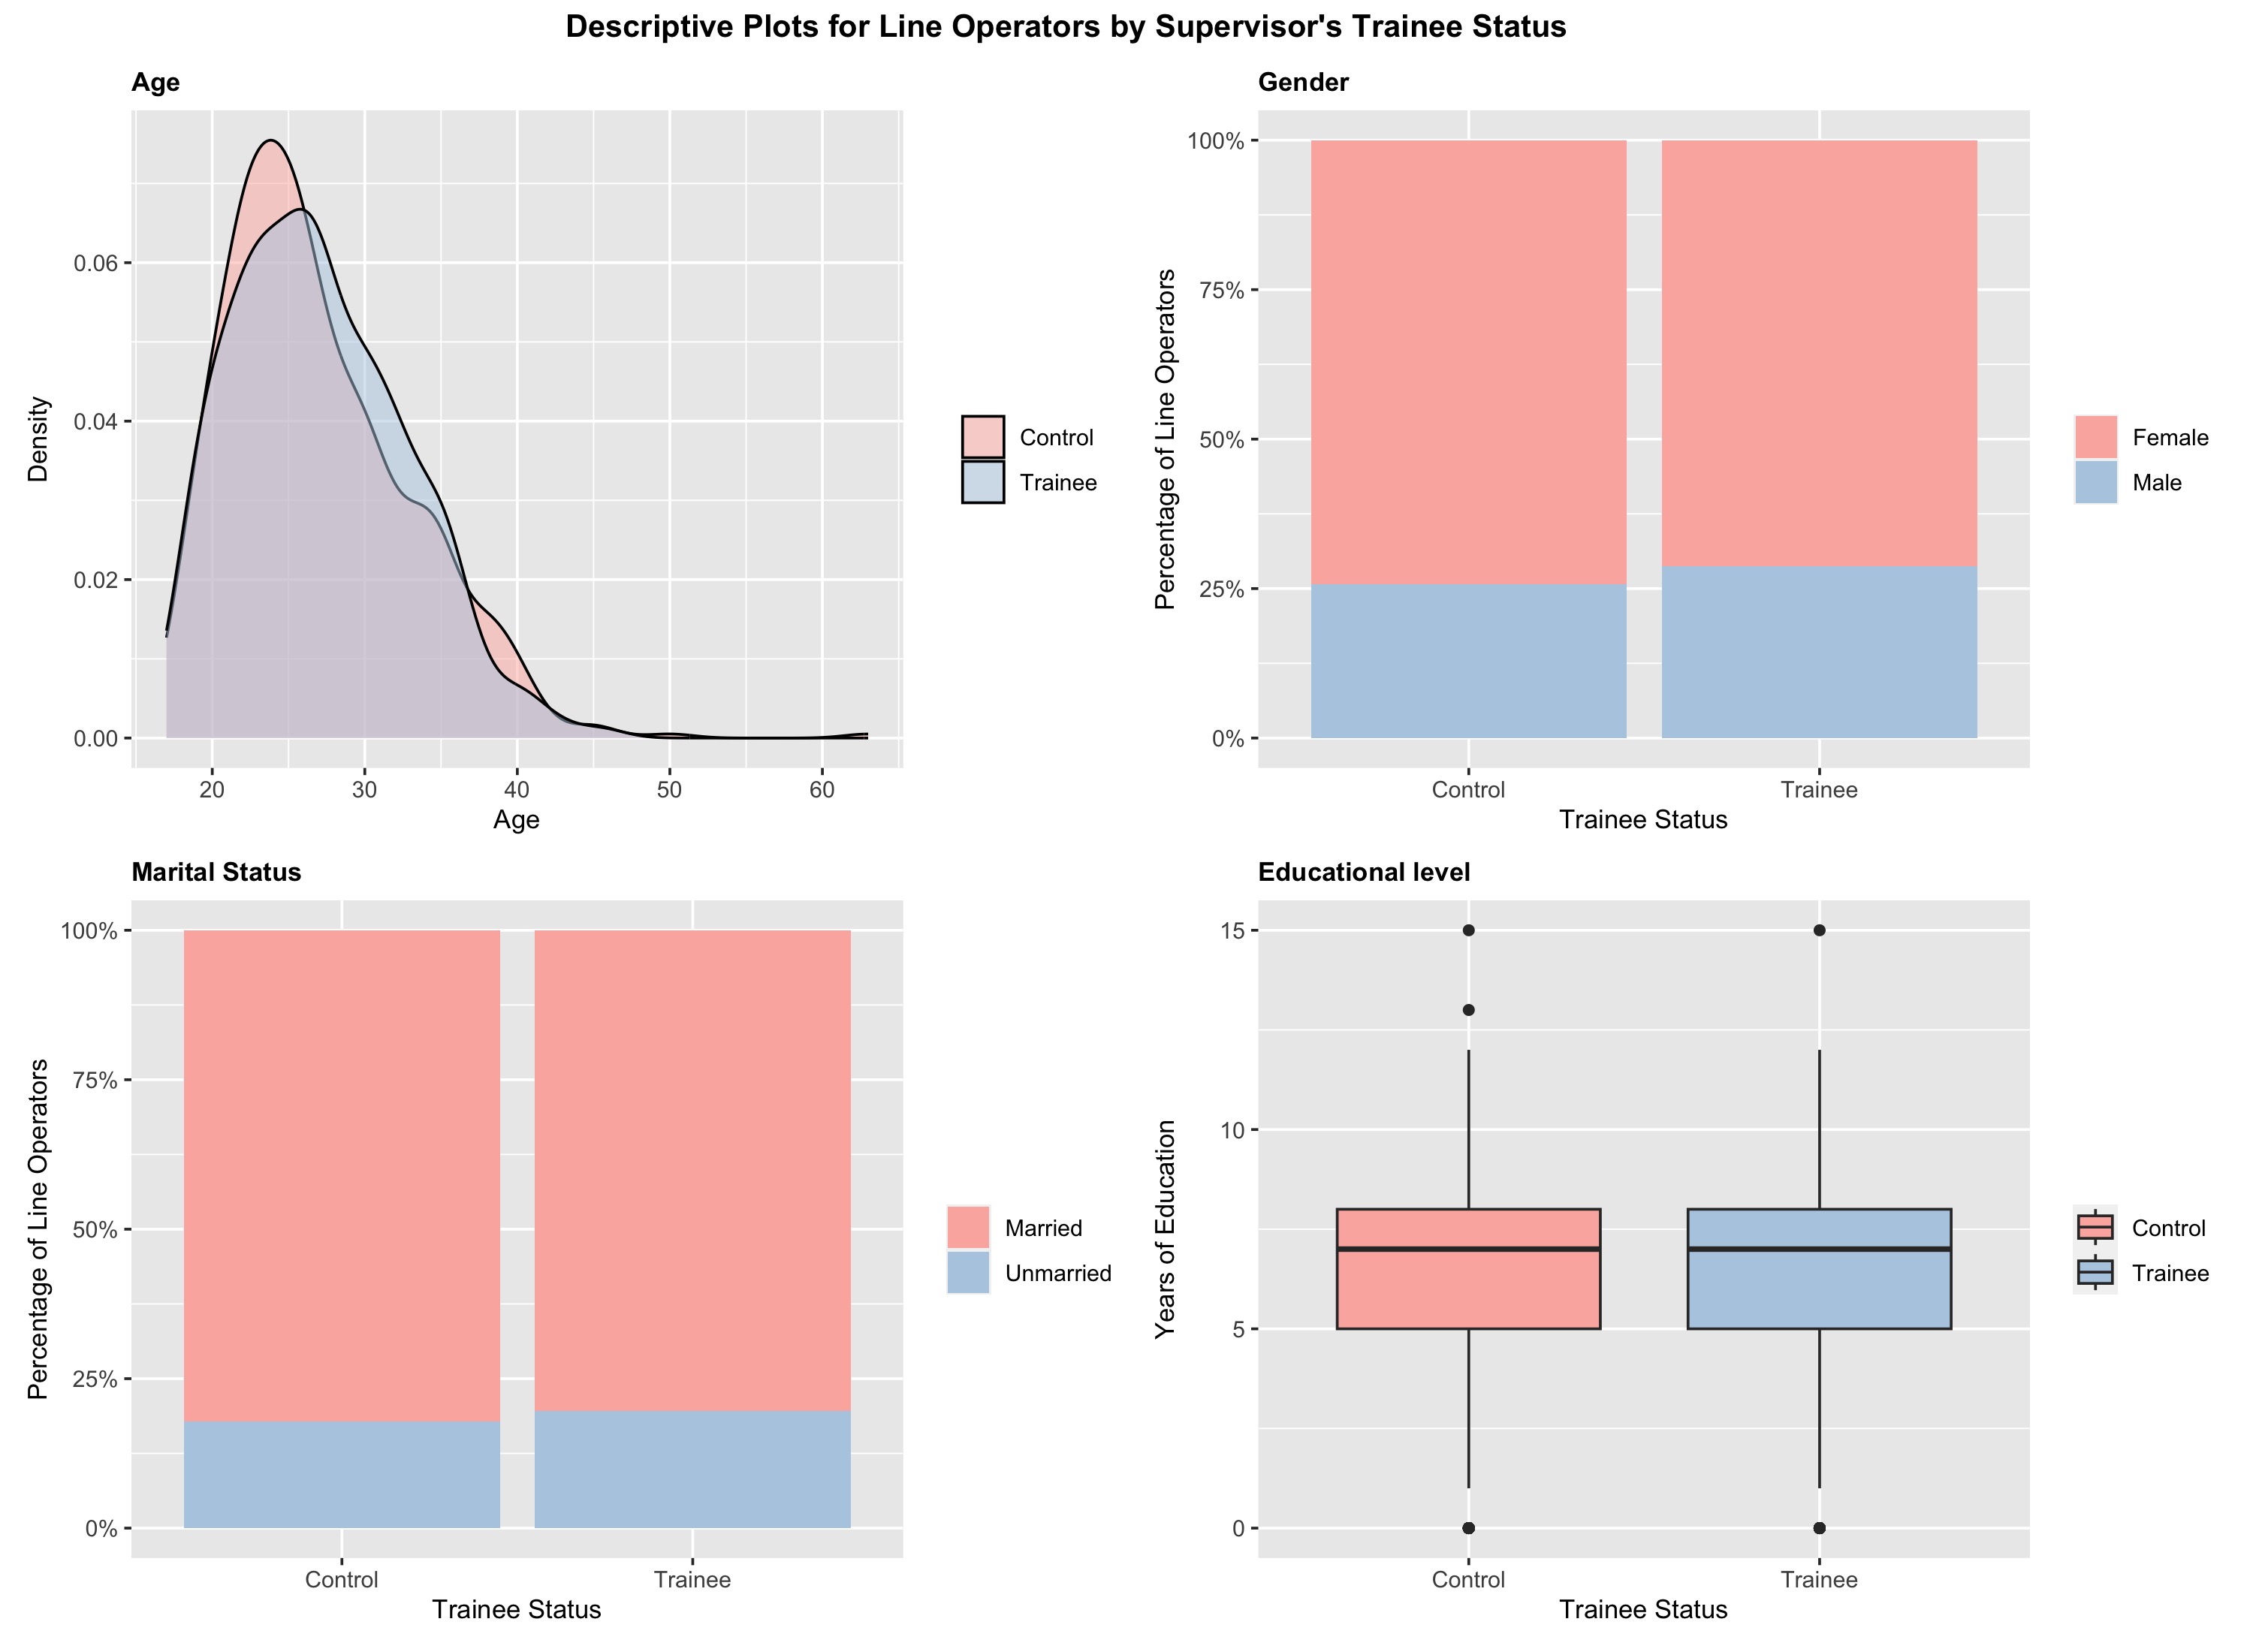 Descriptive Plots for Line Operators by Supervisor's Trainee Status
Age
Density
0.06
0.04
0.02
0.00
20 30 40 50 60
Age
Control
Trainee
Gender
Percentage of Line Operators
100%
75%
50%
25%
0%
Control Trainee
Trainee Status
Female
Male
Marital Status
Percentage of Line Operators
100%
75%
50%
25%
0%
Control Trainee
Trainee Status
Married
Unmarried
Educational level
Years of Education
15
10
5
0
Control Trainee
Trainee Status
Control
Trainee